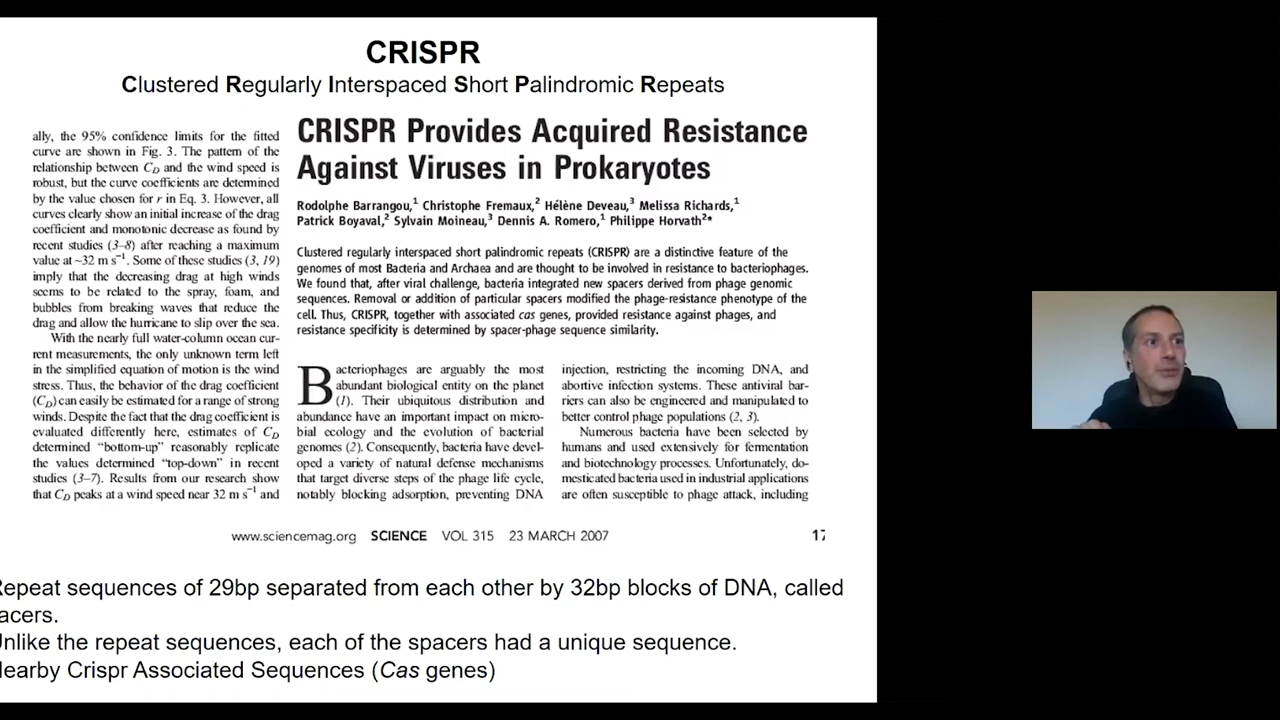 CRISPR
Clustered Regularly Interspaced Short Palindromic Repeats
ally, the 95% confidence limits for the fitted
curve are shown in Fig. 3. The pattern of the
relationship between C_D and the wind speed is
robust, but the curve coefficients are determined
by the value chosen for r in Eq. 3. However, all
curves clearly show an initial increase of the drag
coefficient and monotonic decrease as found by
recent studies (3–8) after reaching a maximum
value at ~32 m s⁻¹. Some of these studies (3, 19)
imply that the decreasing drag at high winds
seems to be related to the spray, foam, and
bubbles from breaking waves that reduce the
drag and allow the hurricane to slip over the sea.
With the nearly full water-column ocean cur-
rent measurements, the only unknown term left
in the simplified equation of motion is the wind
stress. Thus, the behavior of the drag coefficient
(C_D) can easily be estimated for a range of strong
winds. Despite the fact that the drag coefficient is
evaluated differently here, estimates of C_D
determined “bottom-up” reasonably replicate
the values determined “top-down” in recent
studies (3–7). Results from our research show
that C_D peaks at a wind speed near 32 m s⁻¹ and
CRISPR Provides Acquired Resistance
Against Viruses in Prokaryotes
Rodolphe Barrangou,¹ Christophe Fremaux,² Hélène Deveau,³ Melissa Richards,¹
Patrick Boyaval,² Sylvain Moineau,³ Dennis A. Romero,¹ Philippe Horvath²*
Clustered regularly interspaced short palindromic repeats (CRISPR) are a distinctive feature of the
genomes of most Bacteria and Archaea and are thought to be involved in resistance to bacteriophages.
We found that, after viral challenge, bacteria integrated new spacers derived from phage genomic
sequences. Removal or addition of particular spacers modified the phage-resistance phenotype of the
cell. Thus, CRISPR, together with associated cas genes, provided resistance against phages, and
resistance specificity is determined by spacer-phage sequence similarity.
Bacteriophages are arguably the most
abundant biological entity on the planet
(1). Their ubiquitous distribution and
abundance have an important impact on micro-
bial ecology and the evolution of bacterial
genomes (2). Consequently, bacteria have devel-
oped a variety of natural defense mechanisms
that target diverse steps of the phage life cycle,
notably blocking adsorption, preventing DNA
injection, restricting the incoming DNA, and
abortive infection systems. These antiviral bar-
riers can also be engineered and manipulated to
better control phage populations (2, 3).
Numerous bacteria have been selected by
humans and used extensively for fermentation
and biotechnology processes. Unfortunately, do-
mesticated bacteria used in industrial applications
are often susceptible to phage attack, including
www.sciencemag.org SCIENCE VOL 315 23 MARCH 2007 17
Repeat sequences of 29bp separated from each other by 32bp blocks of DNA, called
acers.
Unlike the repeat sequences, each of the spacers had a unique sequence.
earby Crispr Associated Sequences (Cas genes)